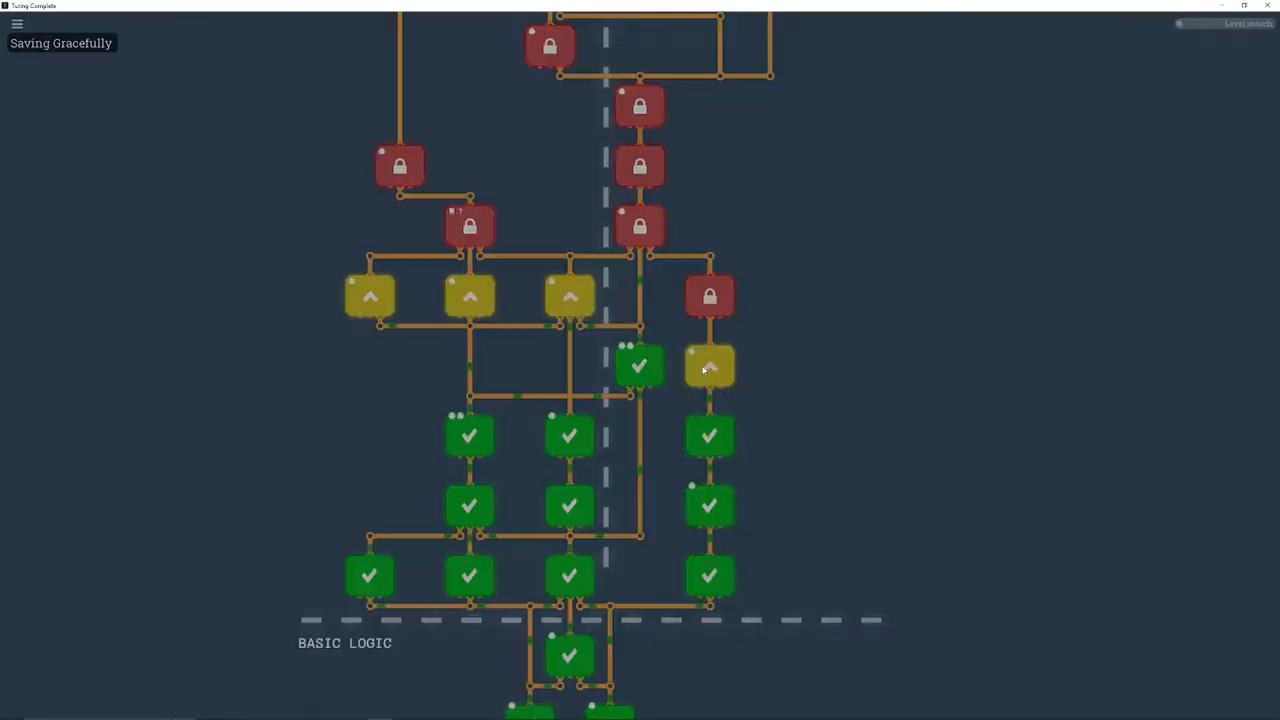 Turing Complete
Level search
Saving Gracefully
?
BASIC LOGIC